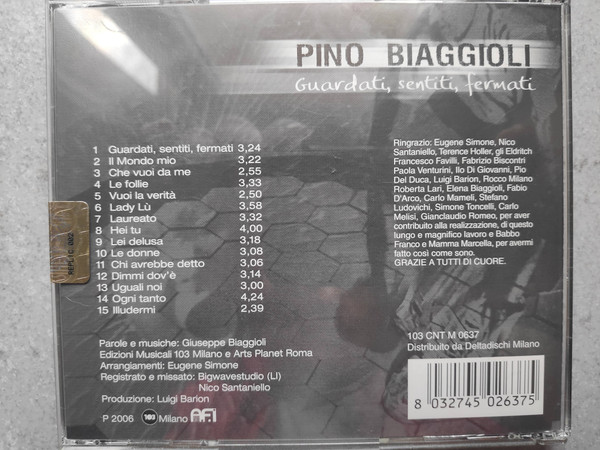 PINO BIAGGIOLI
Guardati, sentiti, fermati
1 Guardati, sentiti, fermati 3,24
2 Il Mondo mio 3,22
3 Che vuoi da me 2,55
4 Le follie 3,33
5 Vuoi la verità 2,50
6 Lady Lù 3,58
7 Laureato 3,32
8 Hei tu 4,00
9 Lei delusa 3,18
10 Le donne 3,08
11 Chi avrebbe detto 3,06
12 Dimmi dov'è 3,14
13 Uguali noi 3,00
14 Ogni tanto 4,24
15 Illudermi 2,39
Ringrazio: Eugene Simone, Nico
Santaniello, Terence Holler, gli Eldritch
Francesco Favilli, Fabrizio Biscontri
Paola Venturini, Ilo Di Giovanni, Pio
Del Duca, Luigi Barion, Rocco Milano
Roberta Lari, Elena Biaggioli, Fabio
D'Arco, Carlo Mameli, Stefano
Ludovichi, Simone Toncelli, Carlo
Melisi, Gianclaudio Romeo, per aver
contribuito alla realizzazione, di questo
lungo e magnifico lavoro e Babbo
Franco e Mamma Marcella, per avermi
fatto così come sono.
GRAZIE A TUTTI DI CUORE.
Parole e musiche: Giuseppe Biaggioli
Edizioni Musicali 103 Milano e Arts Planet Roma
Arrangiamenti: Eugene Simone
Registrato e missato: Bigwavestudio (LI)
Nico Santaniello
Produzione: Luigi Barion
P 2006 103 Milano AFI
103 CNT M 0637
Distribuito da Deltadischi Milano
8 032745 026375